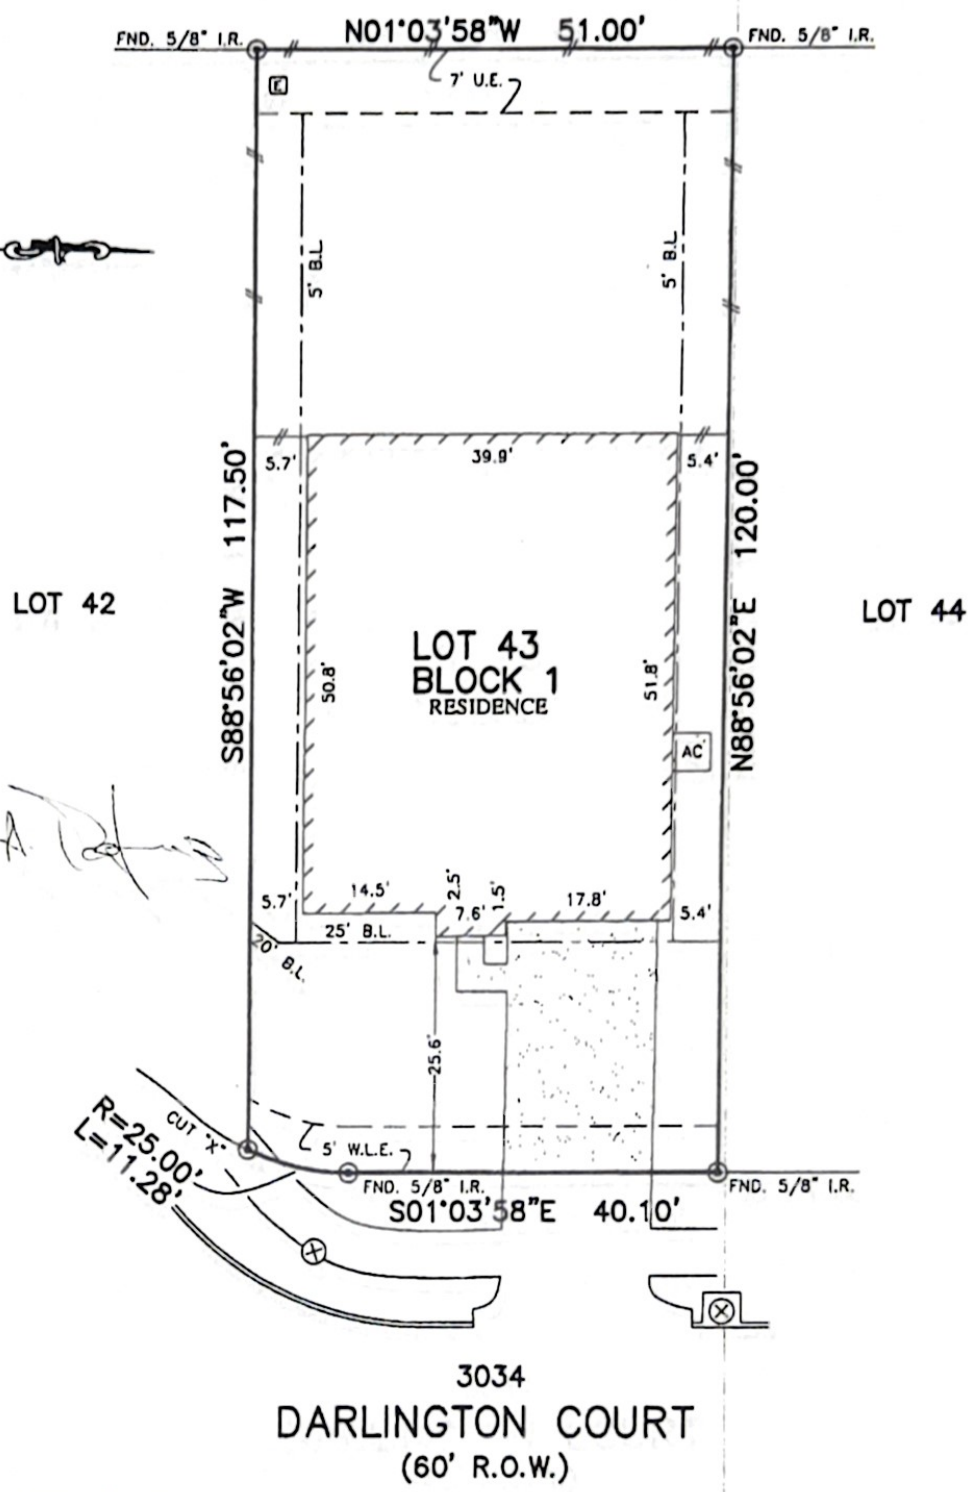 FND. 5/8" I.R.
N01°03'58"W 51.00'
FND. 5/8" I.R.
E
7' U.E.
5' B.L.
5' B.L.
5.7'
39.9'
5.4'
S88°56'02"W 117.50'
N88°56'02"E 120.00'
LOT 42
LOT 44
LOT 43
BLOCK 1
RESIDENCE
50.8'
51.8'
AC
5.7'
14.5'
2.5'
7.6'
1.5'
17.8'
5.4'
25' B.L.
20' B.L.
25.6'
R=25.00'
L=11.28'
CUT "X"
5' W.L.E.
FND. 5/8" I.R.
FND. 5/8" I.R.
S01°03'58"E 40.10'
3034
DARLINGTON COURT
(60' R.O.W.)